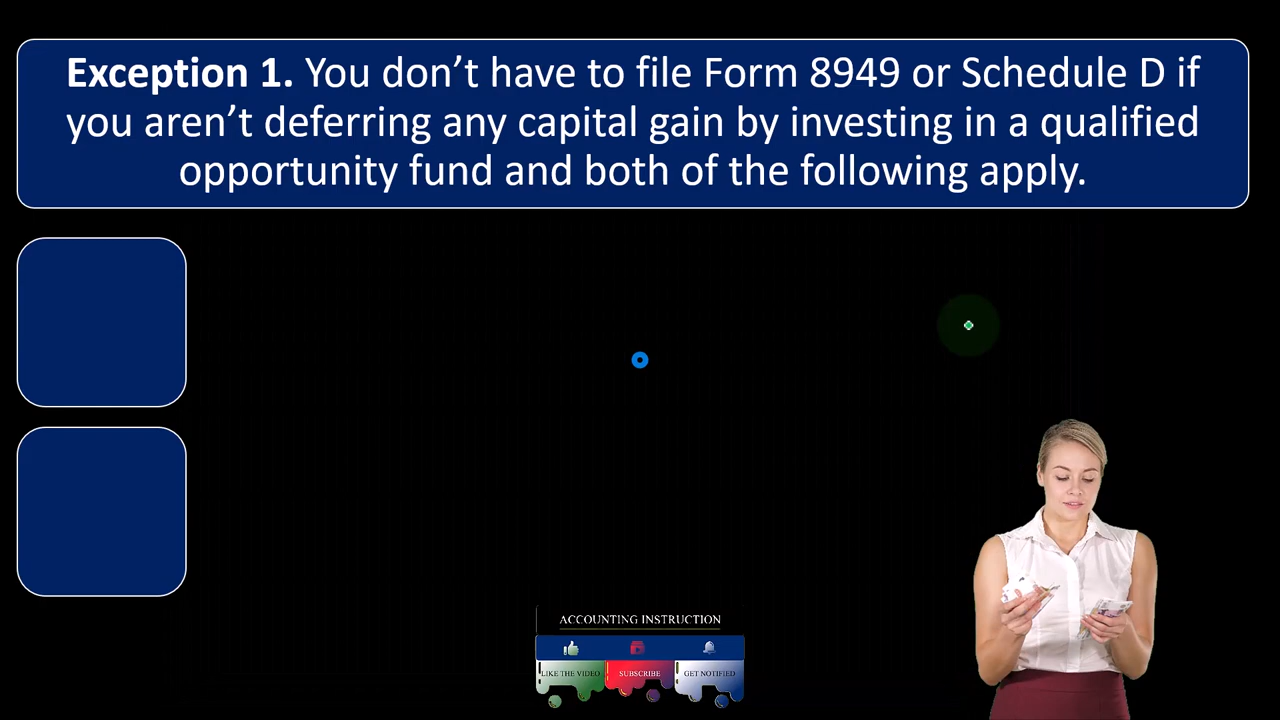 Exception 1. You don’t have to file Form 8949 or Schedule D if
you aren’t deferring any capital gain by investing in a qualified
opportunity fund and both of the following apply.
ACCOUNTING INSTRUCTION
LIKE THE VIDEO
SUBSCRIBE
GET NOTIFIED